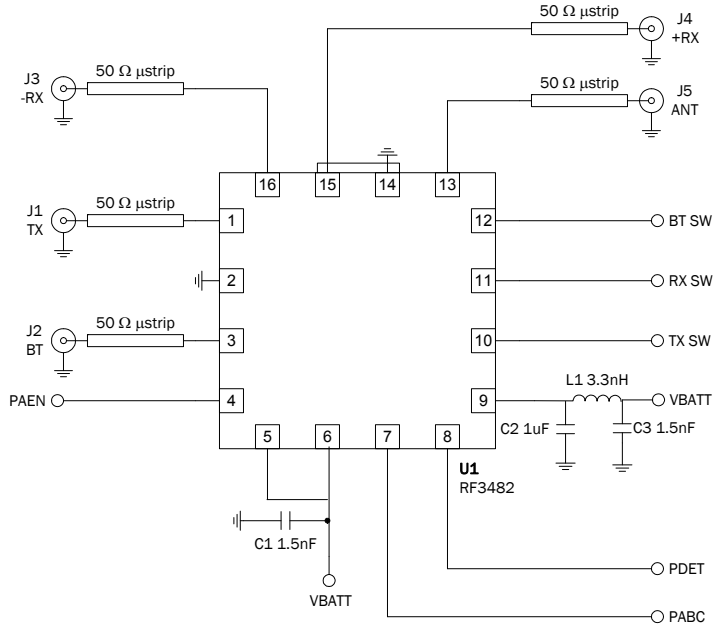 J4
50 Ω µstrip
+RX
J3
50 Ω µstrip
-RX
50 Ω µstrip
J5
ANT
16
15
14
13
J1
50 Ω µstrip
TX
1
12
BT SW
2
11
RX SW
J2
50 Ω µstrip
BT
3
10
TX SW
L1 3.3nH
PAEN
4
9
VBATT
C2 1uF
C3 1.5nF
5
6
7
8
U1
RF3482
C1 1.5nF
PDET
VBATT
PABC